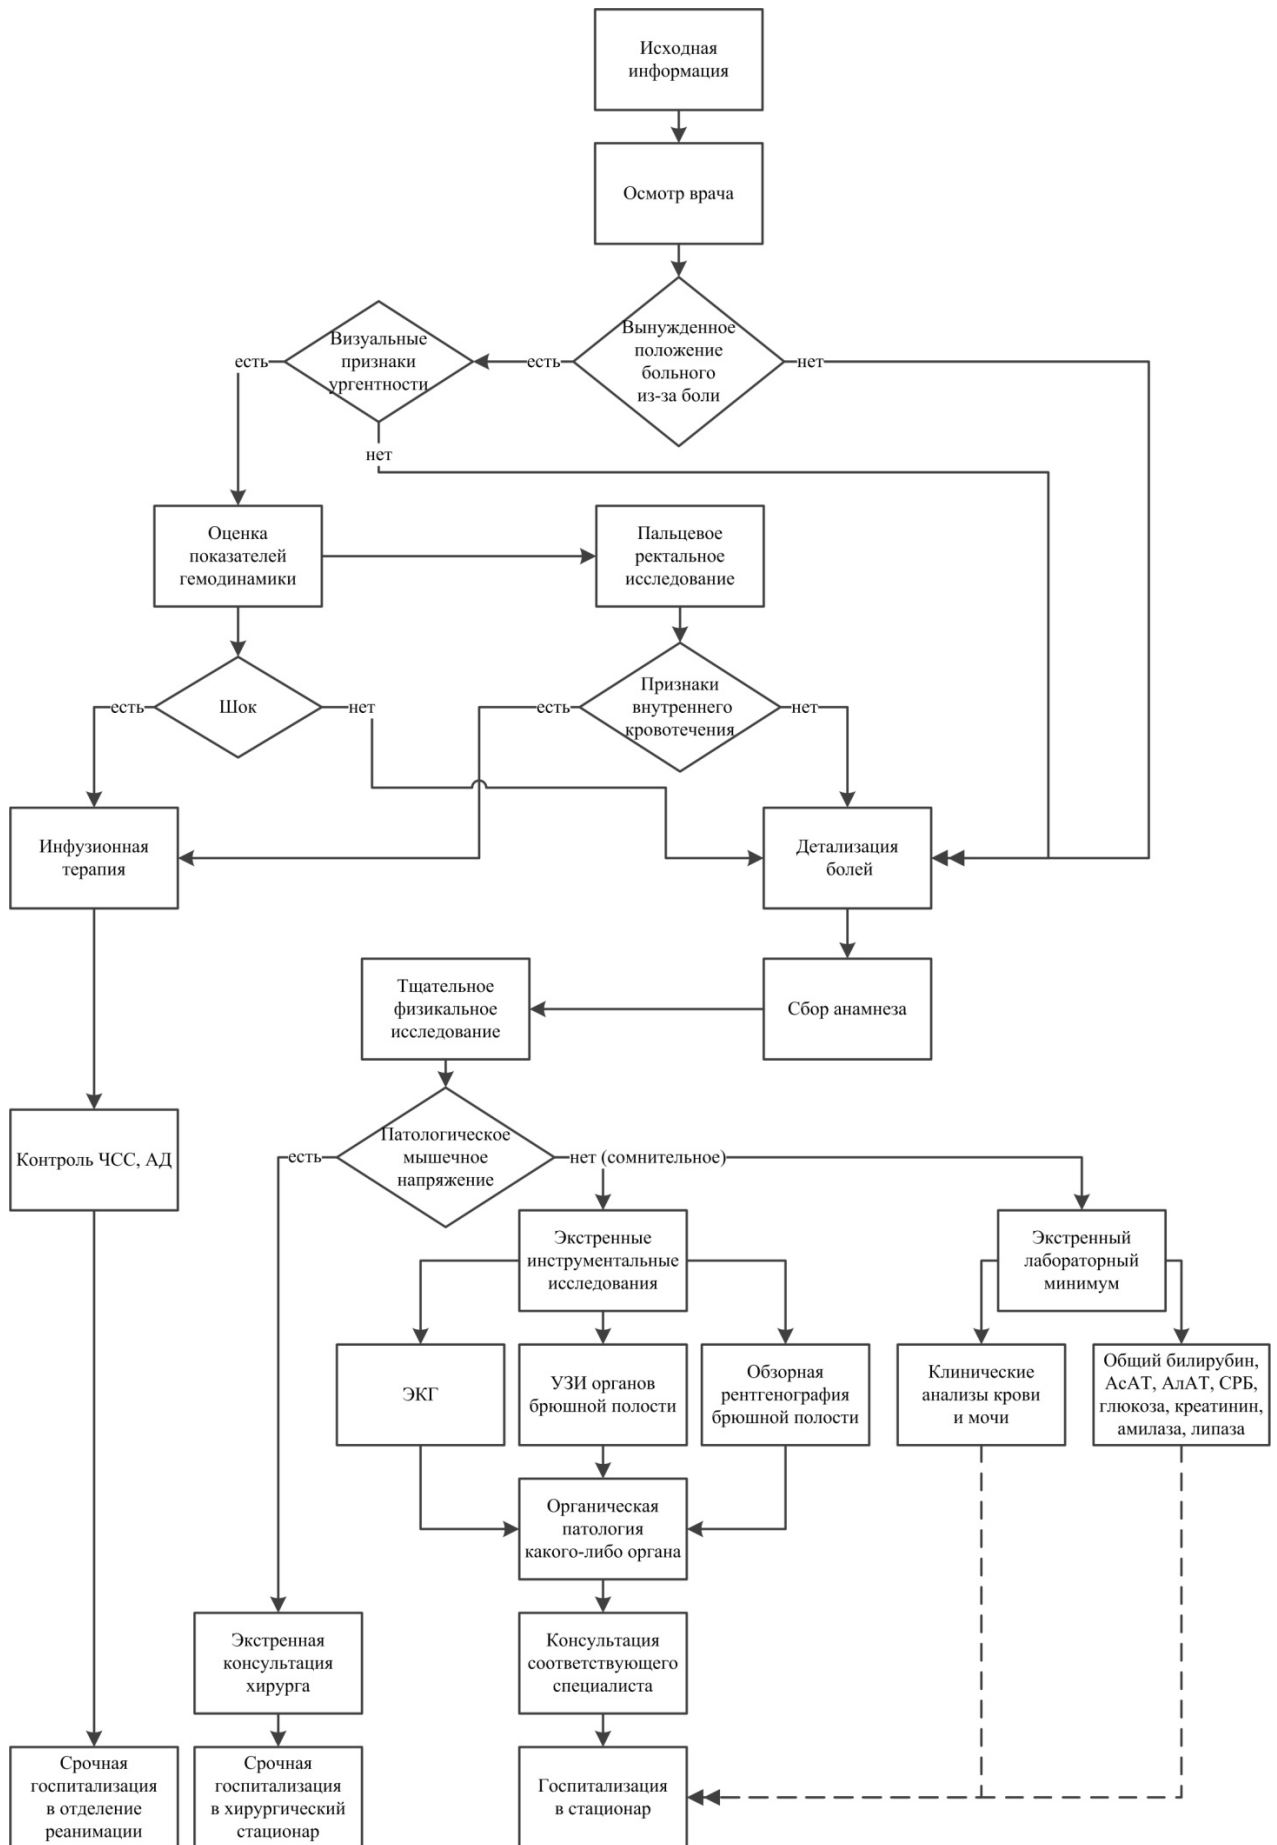 Исходная
информация
Осмотр врача
Вынужденное
положение
больного
из-за боли
Визуальные
признаки
ургентности
есть
есть
нет
нет
Оценка
показателей
гемодинамики
Пальцевое
ректальное
исследование
есть
Шок
нет
есть
Признаки
внутреннего
кровотечения
нет
Инфузионная
терапия
Детализация
болей
Тщательное
физикальное
исследование
Сбор анамнеза
Контроль ЧСС, АД
есть
Патологическое
мышечное
напряжение
нет (сомнительное)
Экстренные
инструментальные
исследования
Экстренный
лабораторный
минимум
ЭКГ
УЗИ органов
брюшной полости
Обзорная
рентгенография
брюшной полости
Клинические
анализы крови
и мочи
Общий билирубин,
АсАТ, АлАТ, СРБ,
глюкоза, креатинин,
амилаза, липаза
Органическая
патология
какого-либо органа
Экстренная
консультация
хирурга
Консультация
соответствующего
специалиста
Срочная
госпитализация
в отделение
реанимации
Срочная
госпитализация
в хирургический
стационар
Госпитализация
в стационар